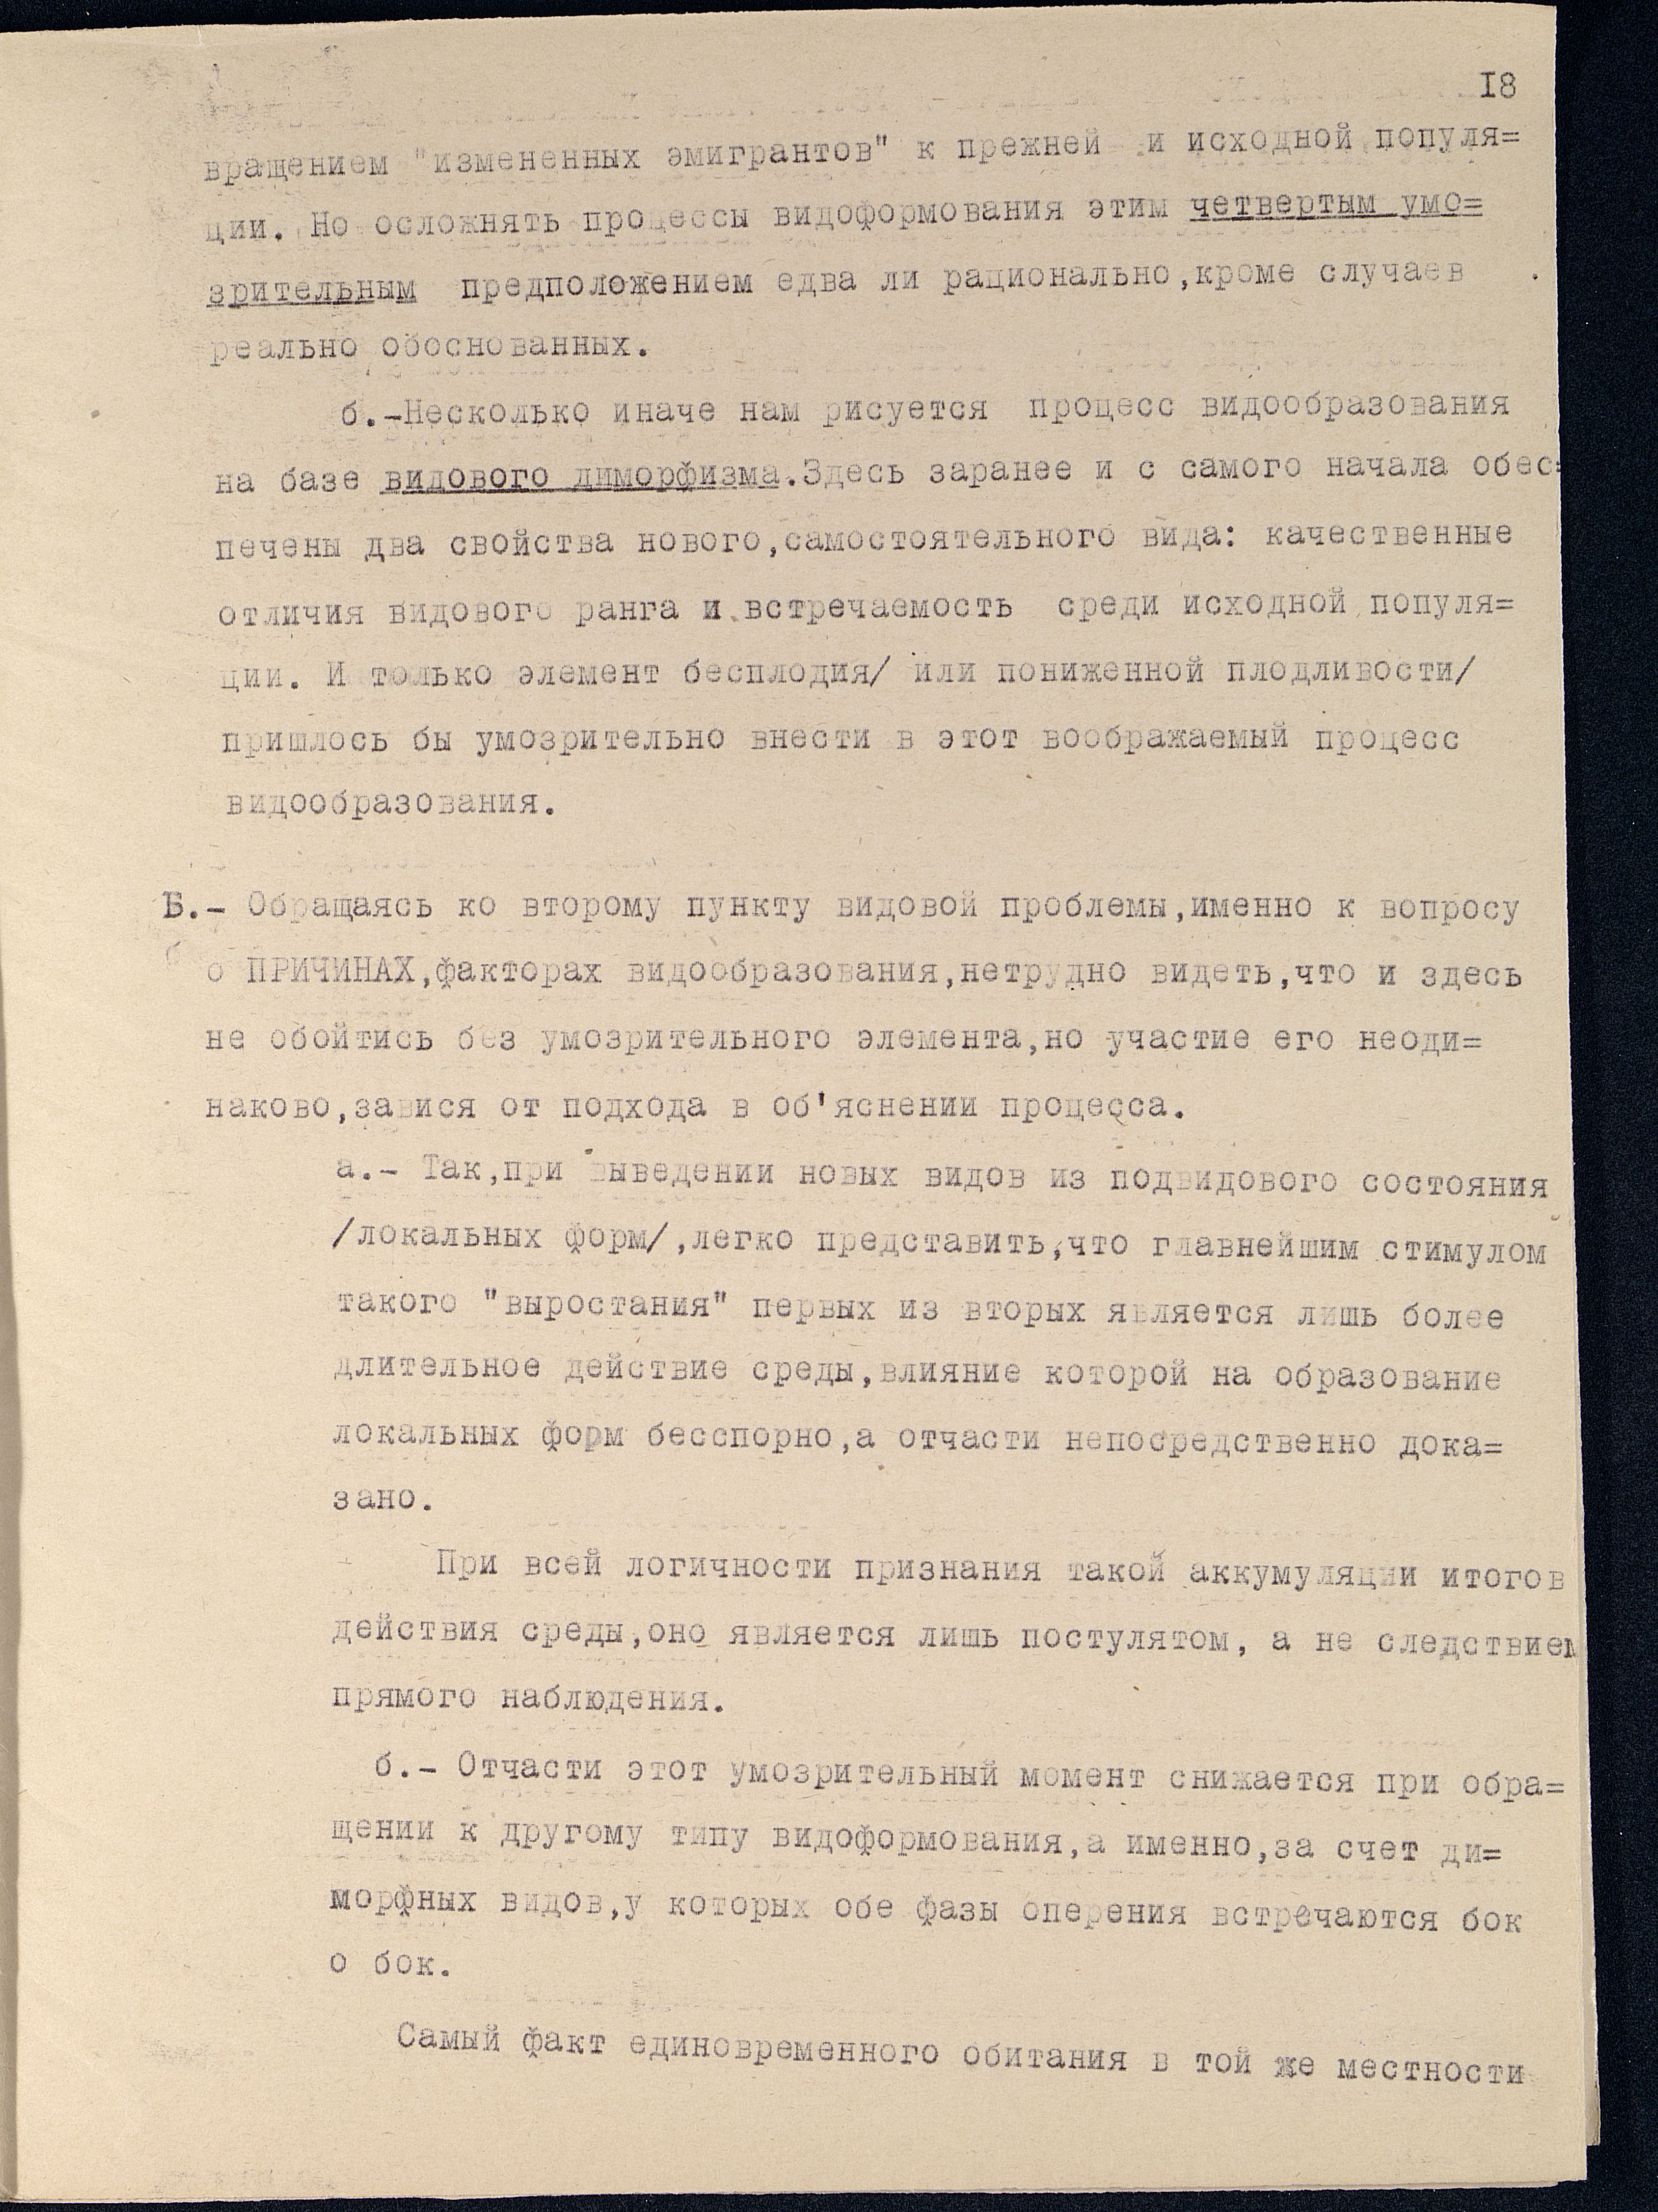 I8
вращением "измененных эмигрантов" к прежней и исходной популя=
ции. Но осложнять процессы видоформования этим четвертым умо=
зрительным предположением едва ли рационально,кроме случаев
реально обоснованных.
б.-Несколько иначе нам рисуется процесс видообразования
на базе видового диморфизма.Здесь заранее и с самого начала обес=
печены два свойства нового,самостоятельного вида: качественные
отличия видового ранга и встречаемость среди исходной популя=
ции. И только элемент бесплодия/ или пониженной плодливости/
пришлось бы умозрительно внести в этот воображаемый процесс
видообразования.
Б.- Обращаясь ко второму пункту видовой проблемы,именно к вопросу
о ПРИЧИНАХ,факторах видообразования,нетрудно видеть,что и здесь
не обойтись без умозрительного элемента,но участие его неоди=
наково,завися от подхода в об'яснении процесса.
а.- Так,при выведении новых видов из подвидового состояния
/локальных форм/,легко представить,что главнейшим стимулом
такого "выростания" первых из вторых является лишь более
длительное действие среды,влияние которой на образование
локальных форм бесспорно,а отчасти непосредственно дока=
зано.
При всей логичности признания такой аккумуляции итогов
действия среды,оно является лишь постулятом, а не следствием
прямого наблюдения.
б.- Отчасти этот умозрительный момент снижается при обра=
щении к другому типу видоформования,а именно,за счет ди=
морфных видов,у которых обе фазы оперения встречаются бок
о бок.
Самый факт единовременного обитания в той же местности